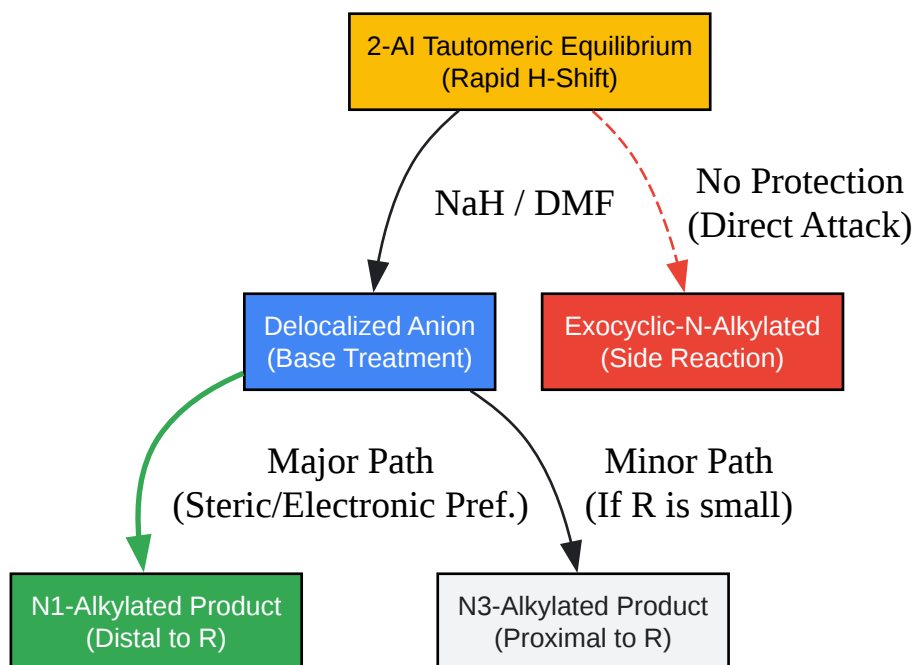 2-AI Tautomeric Equilibrium
(Rapid H-Shift)
NaH / DMF
No Protection
(Direct Attack)
Delocalized Anion
(Base Treatment)
Exocyclic-N-Alkylated
(Side Reaction)
Major Path
(Steric/Electronic Pref.)
Minor Path
(If R is small)
N1-Alkylated Product
(Distal to R)
N3-Alkylated Product
(Proximal to R)